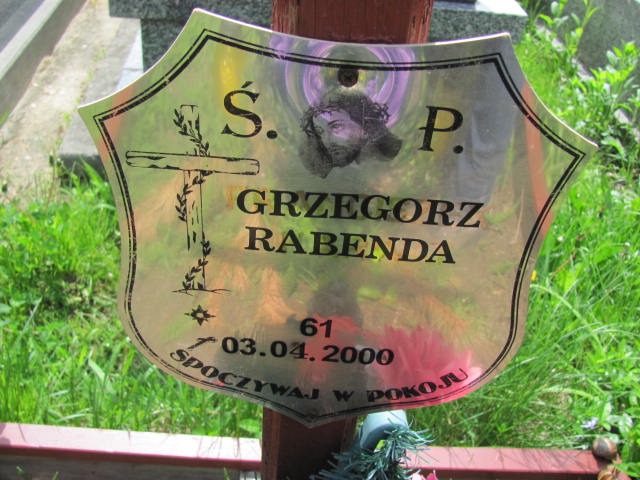 Ś. P.
GRZEGORZ
RABENDA
61
03.04.2000
SPOCZYWAJ W POKOJU